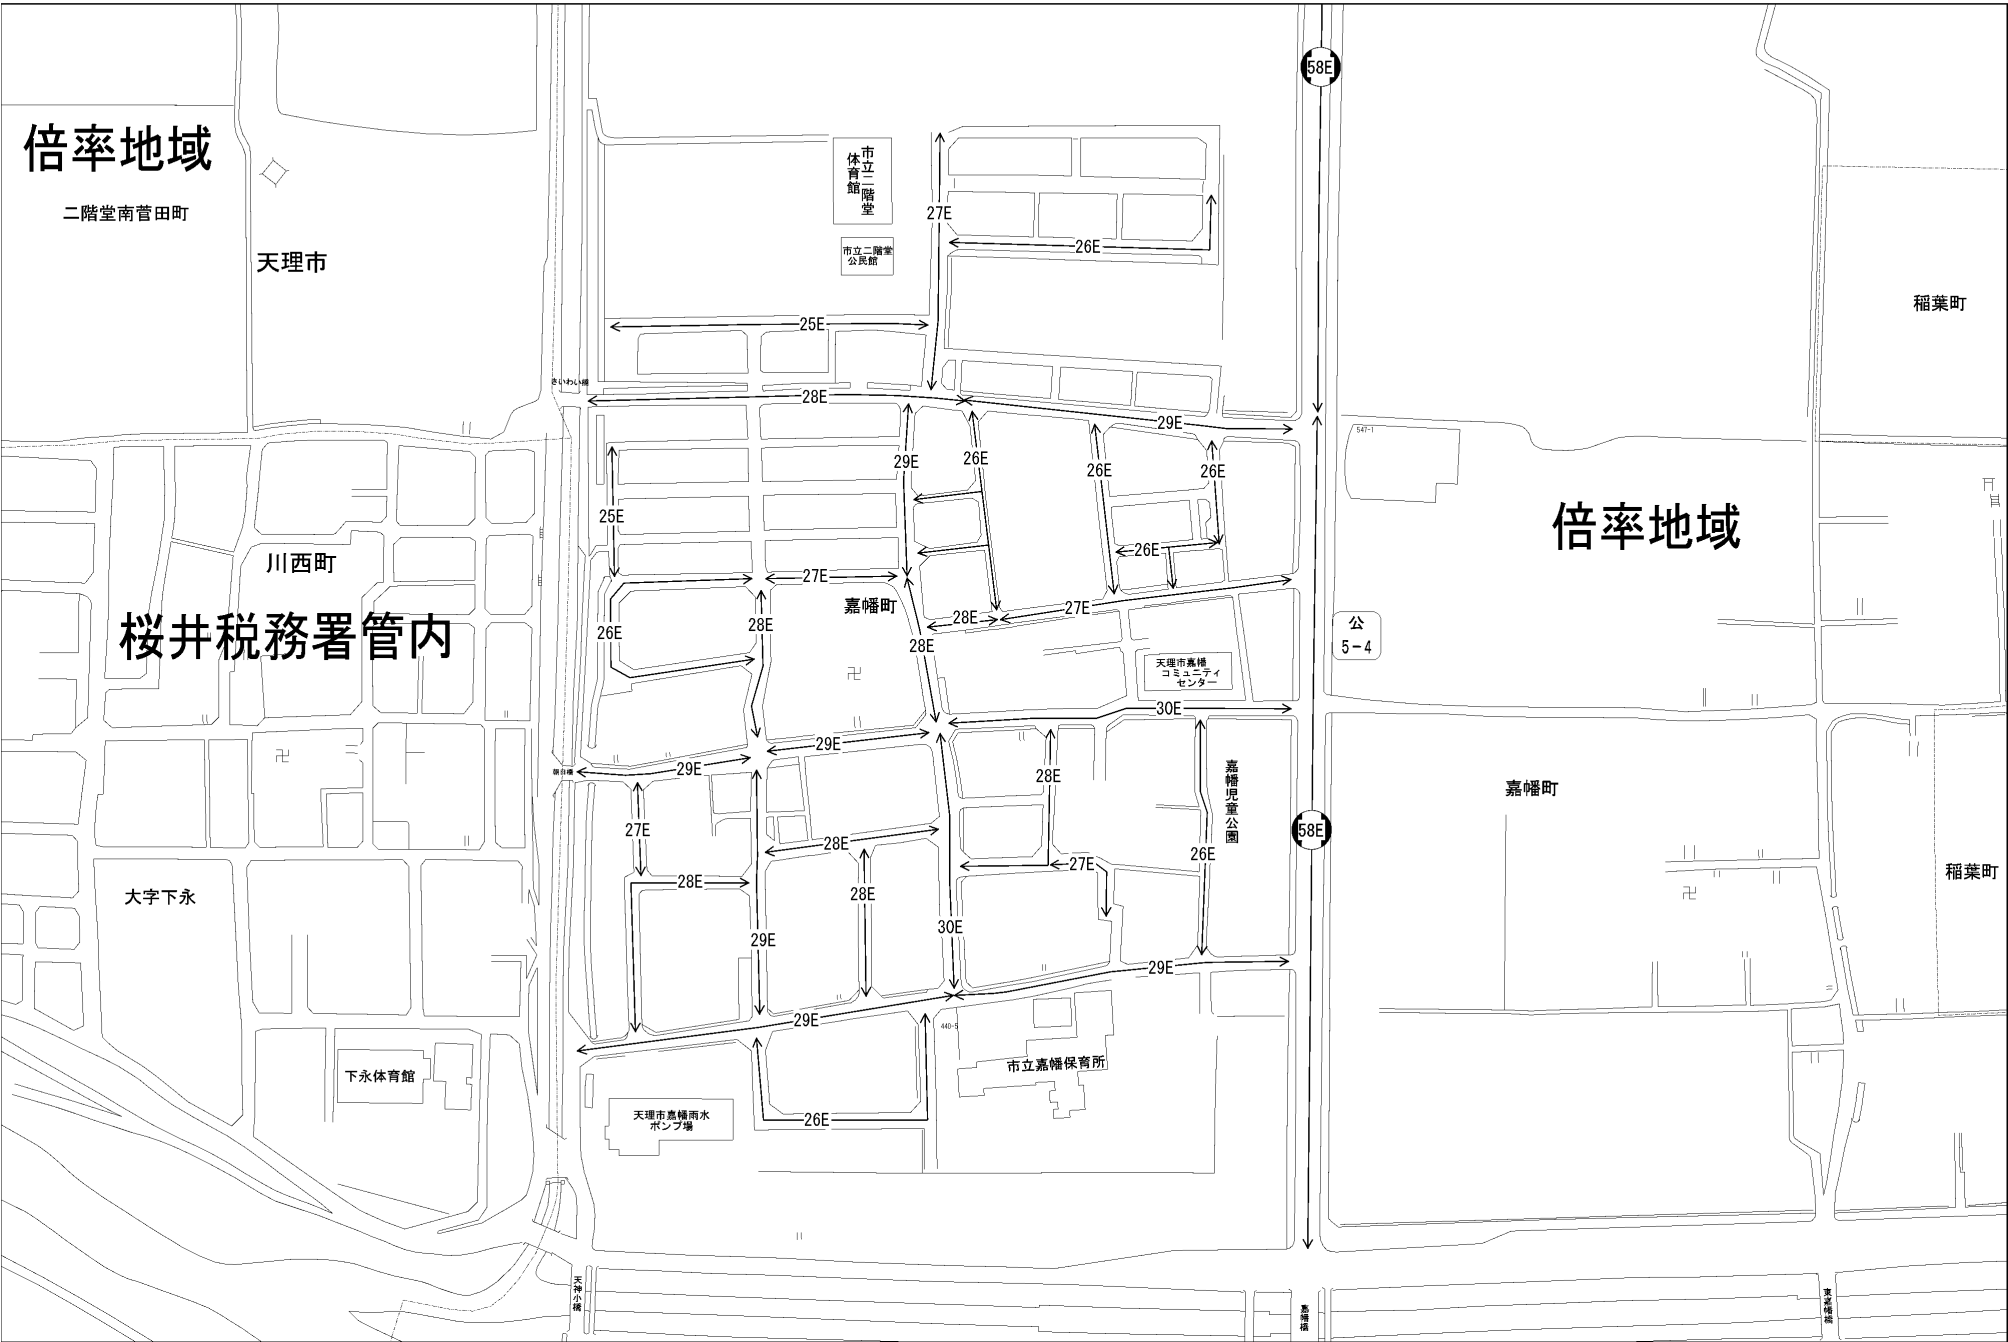 58E
倍率地域
二階堂南菅田町
天理市
市立二階堂
体育館
市立二階堂
公民館
27E
26E
稲葉町
25E
さいわい橋
28E
29E
547-1
29E
26E
26E
26E
25E
倍率地域
26E
川西町
27E
嘉幡町
桜井税務署管内
26E
28E
28E
27E
28E
公
5-4
天理市嘉幡
コミュニティ
センター
30E
29E
朝日橋
29E
28E
嘉幡児童公園
嘉幡町
27E
28E
58E
26E
27E
稲葉町
28E
28E
大字下永
30E
29E
29E
29E
440-5
下永体育館
市立嘉幡保育所
天理市嘉幡雨水
ポンプ場
26E
天神小橋
嘉幡橋
東嘉幡橋